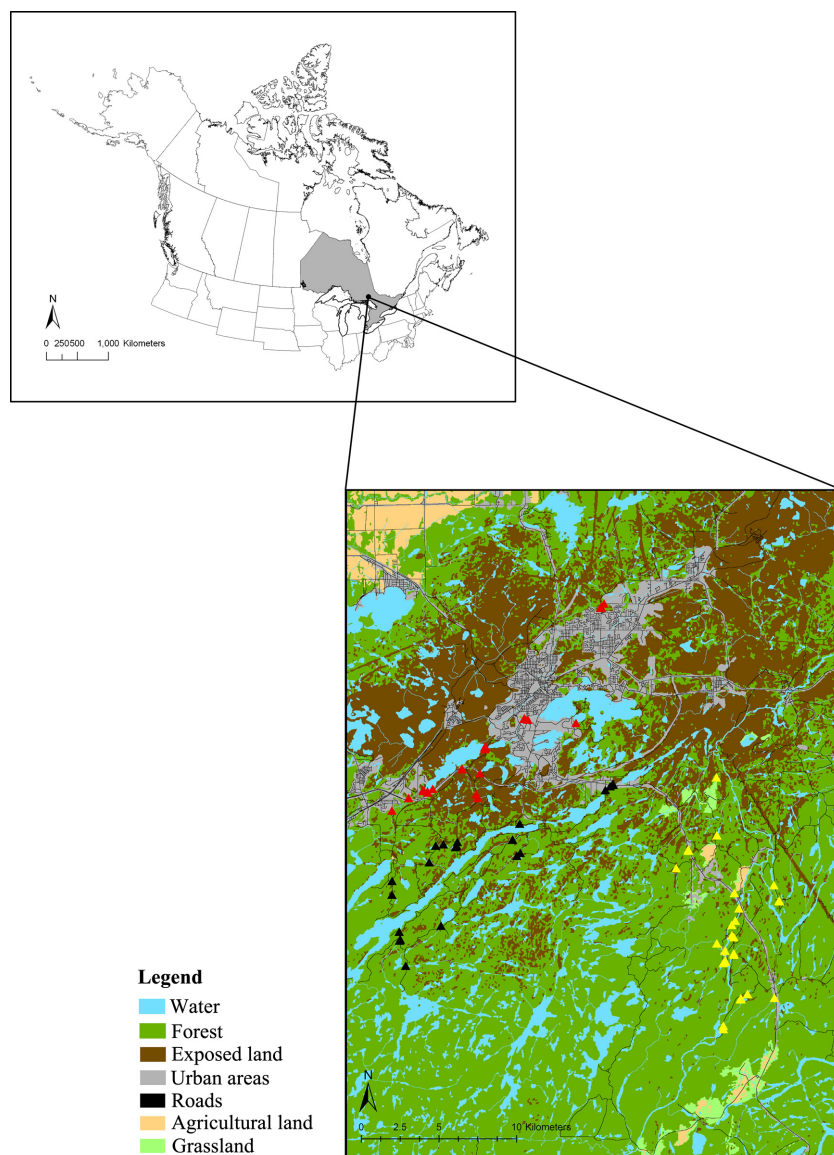 N
0 250500 1,000 Kilometers
Legend
Water
Forest
Exposed land
Urban areas
Roads
Agricultural land
Grassland
N
0 2.5 5 10 Kilometers